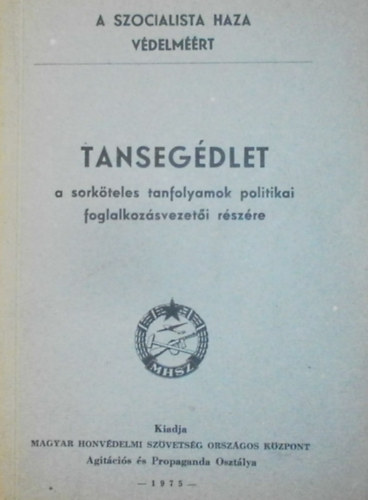 A SZOCIALISTA HAZA
VÉDELMÉÉRT
TANSEGÉDLET
a sorköteles tanfolyamok politikai
foglalkozásvezetői részére
MHSZ
Kiadja
MAGYAR HONVÉDELMI SZÖVETSÉG ORSZÁGOS KÖZPONT
Agitációs és Propaganda Osztálya
— 1975 —